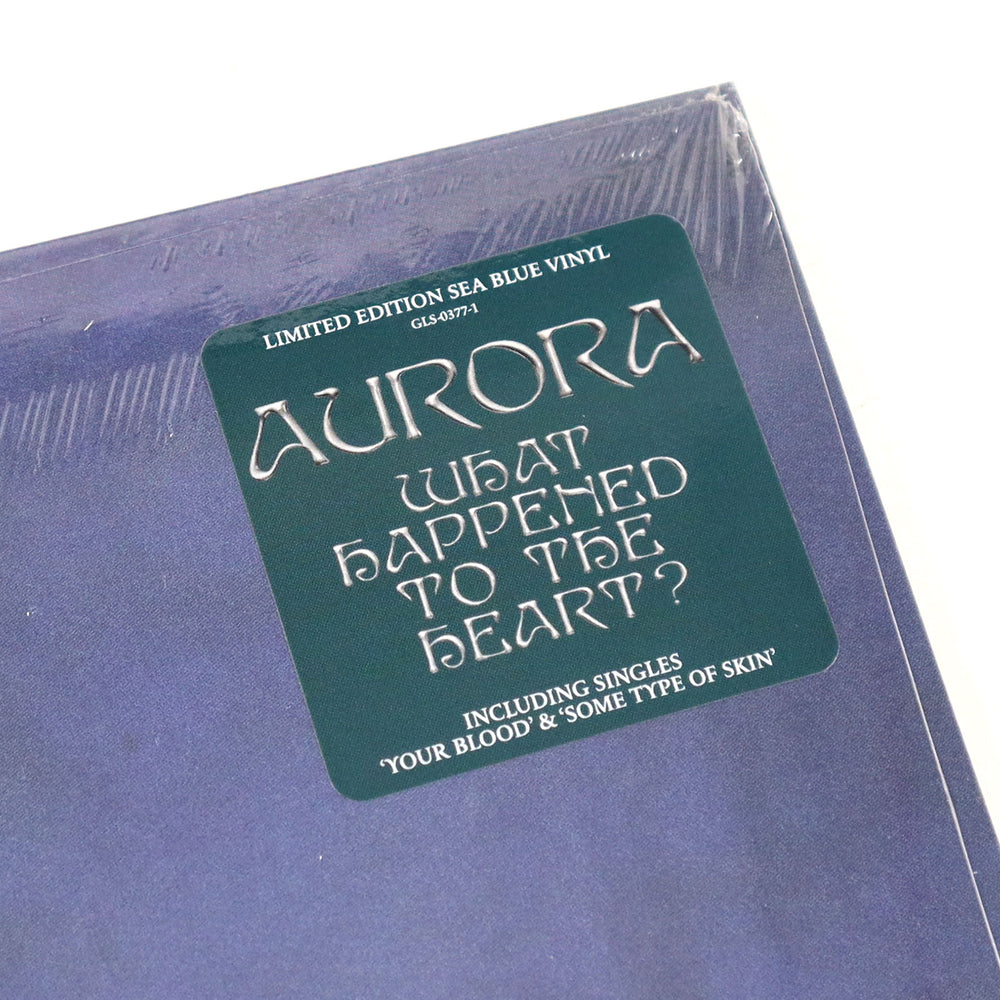 LIMITED EDITION SEA BLUE VINYL
GLS-0377-1
AURORA
WHAT
HAPPENED
TO THE
HEART?
INCLUDING SINGLES
‘YOUR BLOOD’ & ‘SOME TYPE OF SKIN’